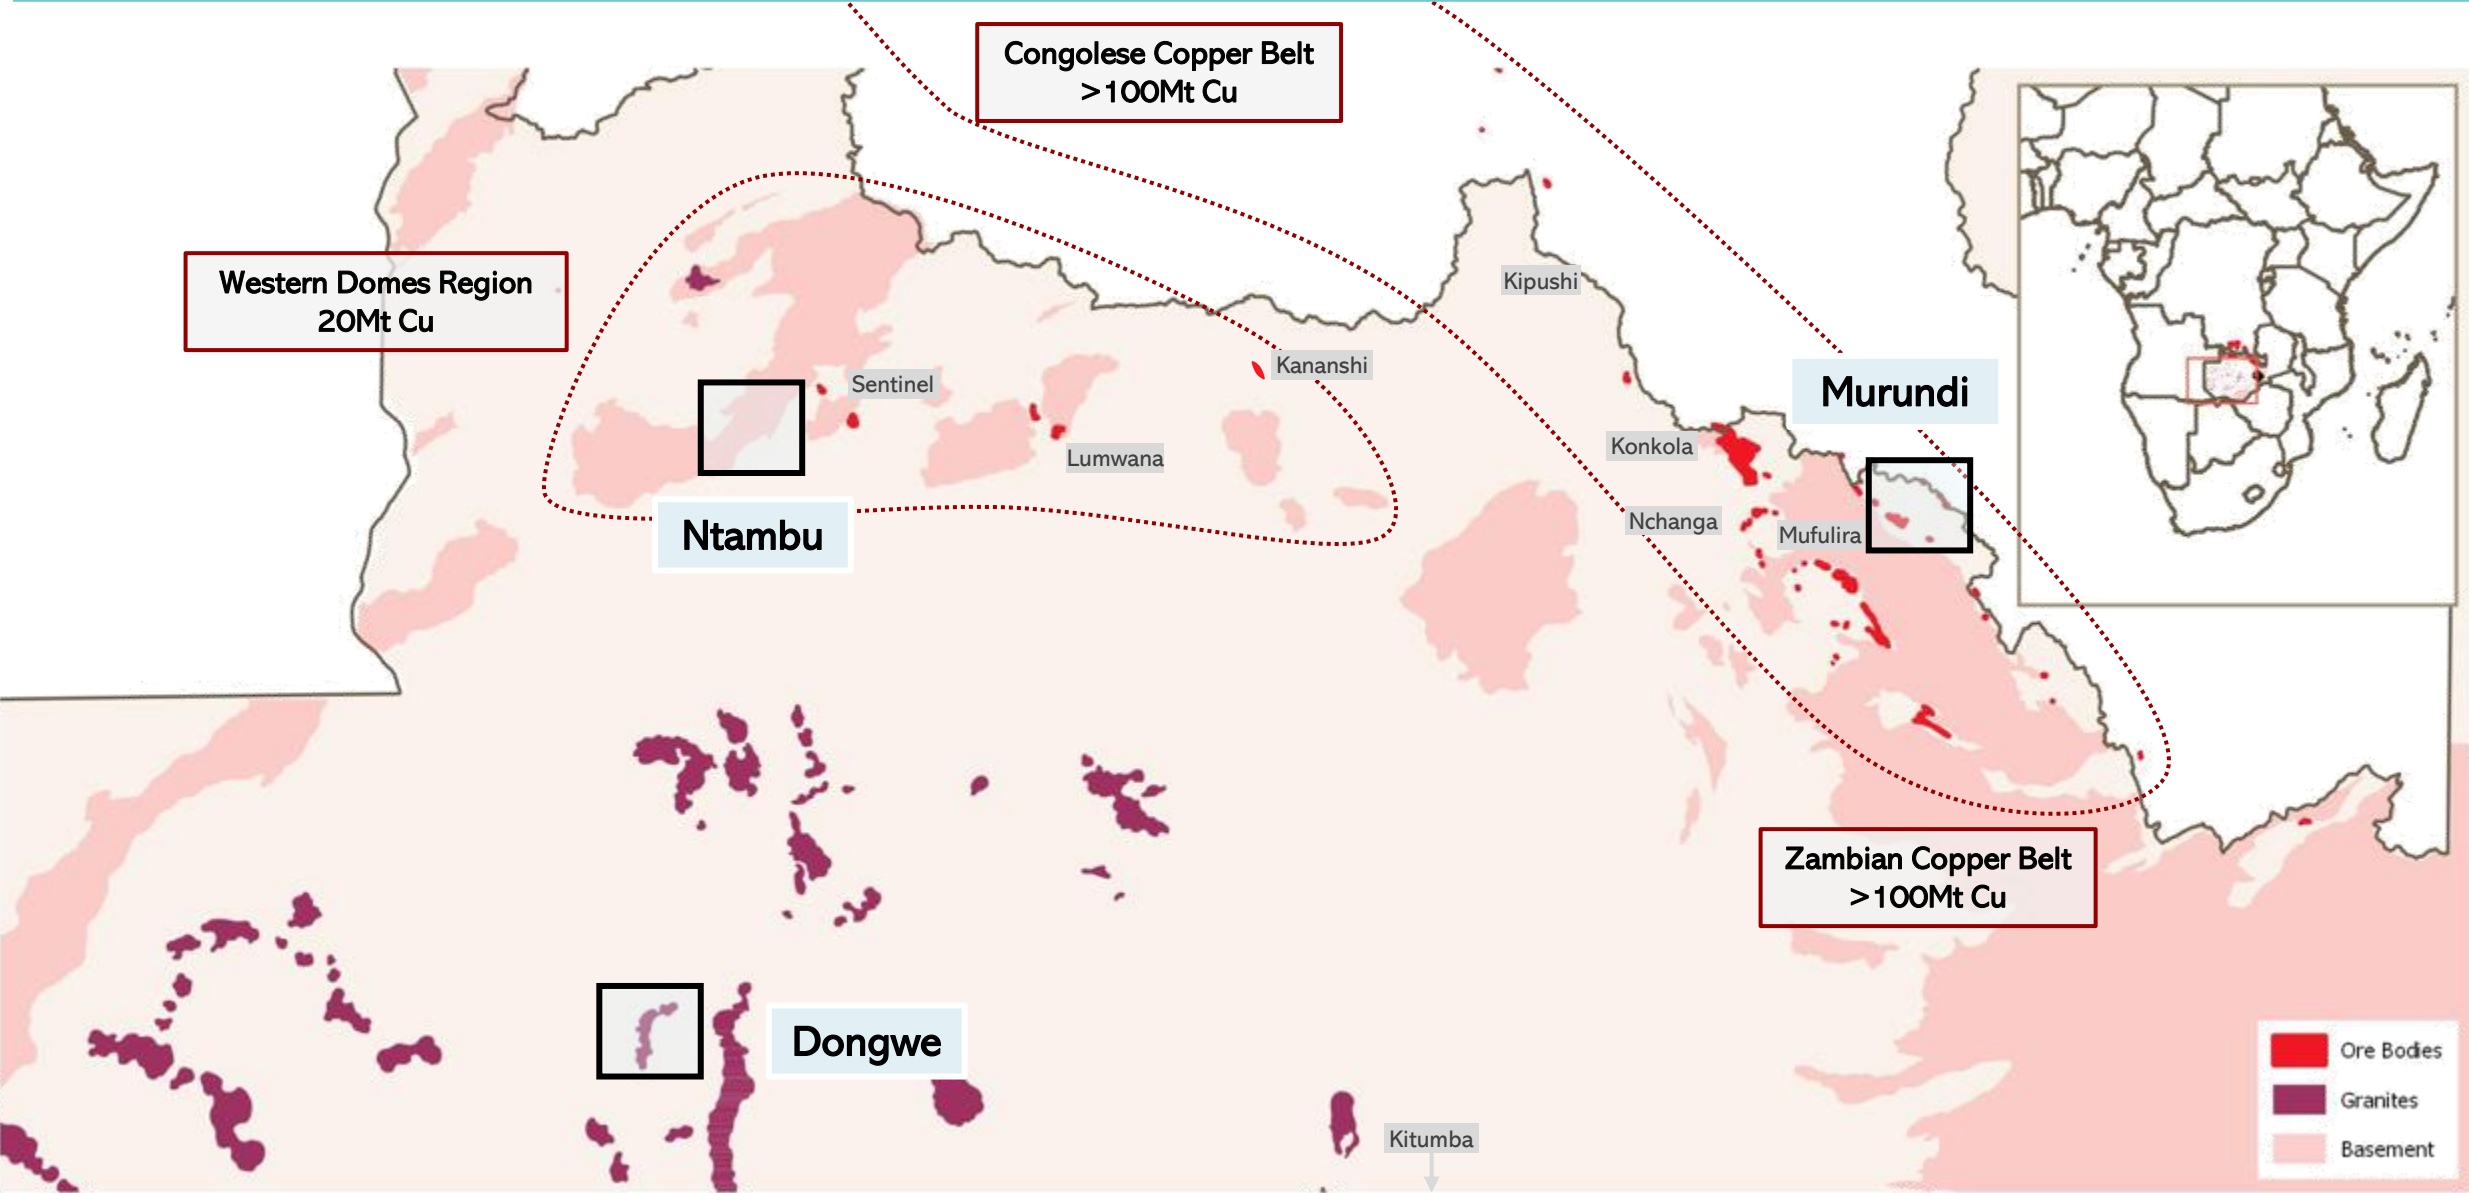 Congolese Copper Belt
>100Mt Cu
Western Domes Region
20Mt Cu
Kipushi
Kananshi
Sentinel
Murundi
Konkola
Lumwana
Nchanga
Mufulira
Ntambu
Zambian Copper Belt
>100Mt Cu
Dongwe
Kitumba
Ore Bodies
Granites
Basement